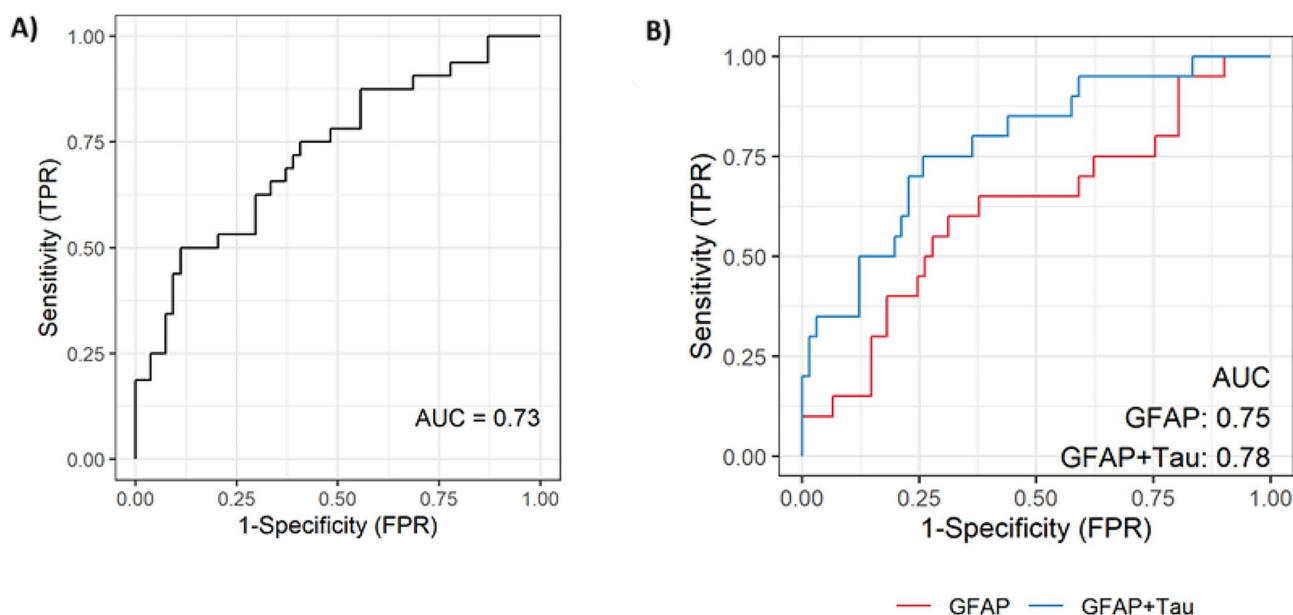 A)
1.00
0.75
0.50
0.25
0.00
Sensitivity (TPR)
AUC = 0.73
0.00 0.25 0.50 0.75 1.00
1-Specificity (FPR)
B)
1.00
0.75
0.50
0.25
0.00
Sensitivity (TPR)
AUC
GFAP: 0.75
GFAP+Tau: 0.78
0.00 0.25 0.50 0.75 1.00
1-Specificity (FPR)
GFAP GFAP+Tau